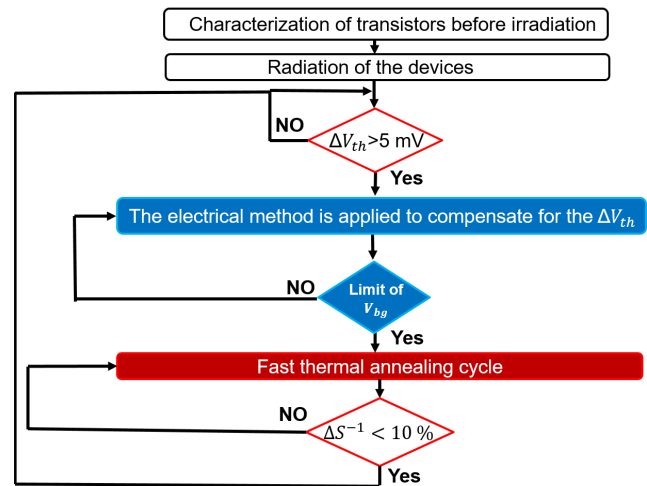 Characterization of transistors before irradiation
Radiation of the devices
NO
ΔV_th>5 mV
Yes
The electrical method is applied to compensate for the ΔV_th
NO
Limit of
V_bg
Yes
Fast thermal annealing cycle
NO
ΔS⁻¹ < 10 %
Yes